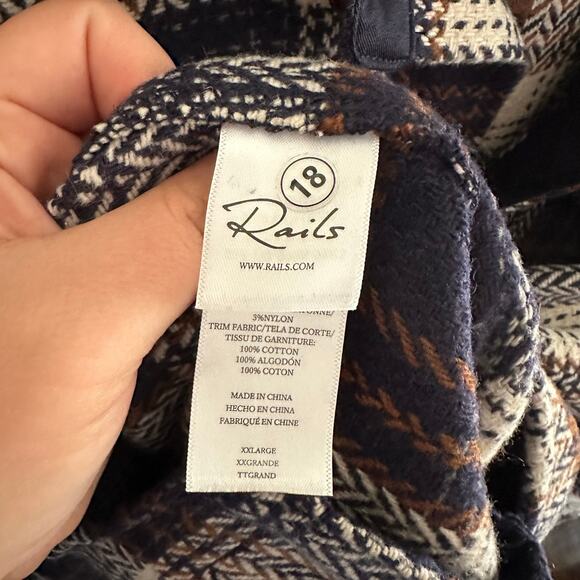 18
Rails
WWW.RAILS.COM
3%NYLON
TRIM FABRIC/TELA DE CORTE/
TISSU DE GARNITURE:
100% COTTON
100% ALGODÓN
100% COTON
MADE IN CHINA
HECHO EN CHINA
FABRIQUÉ EN CHINE
XXLARGE
XXGRANDE
TTGRAND